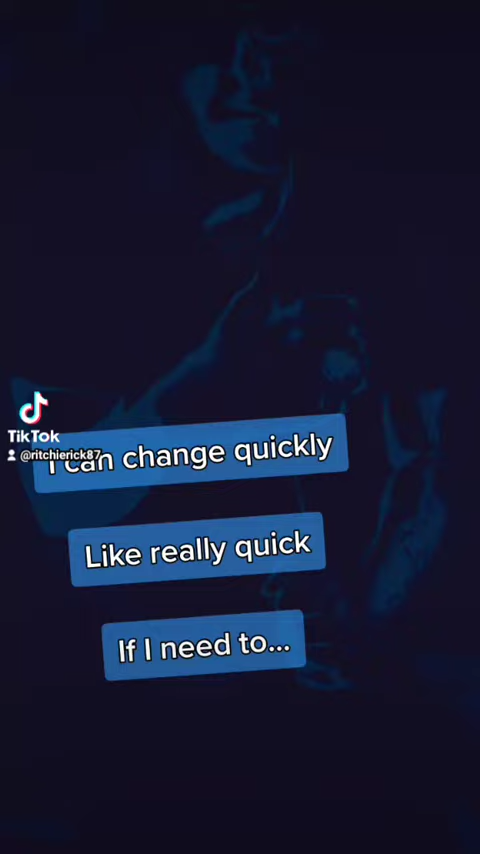 TikTok
@ritchierick87
I can change quickly
Like really quick
If I need to...